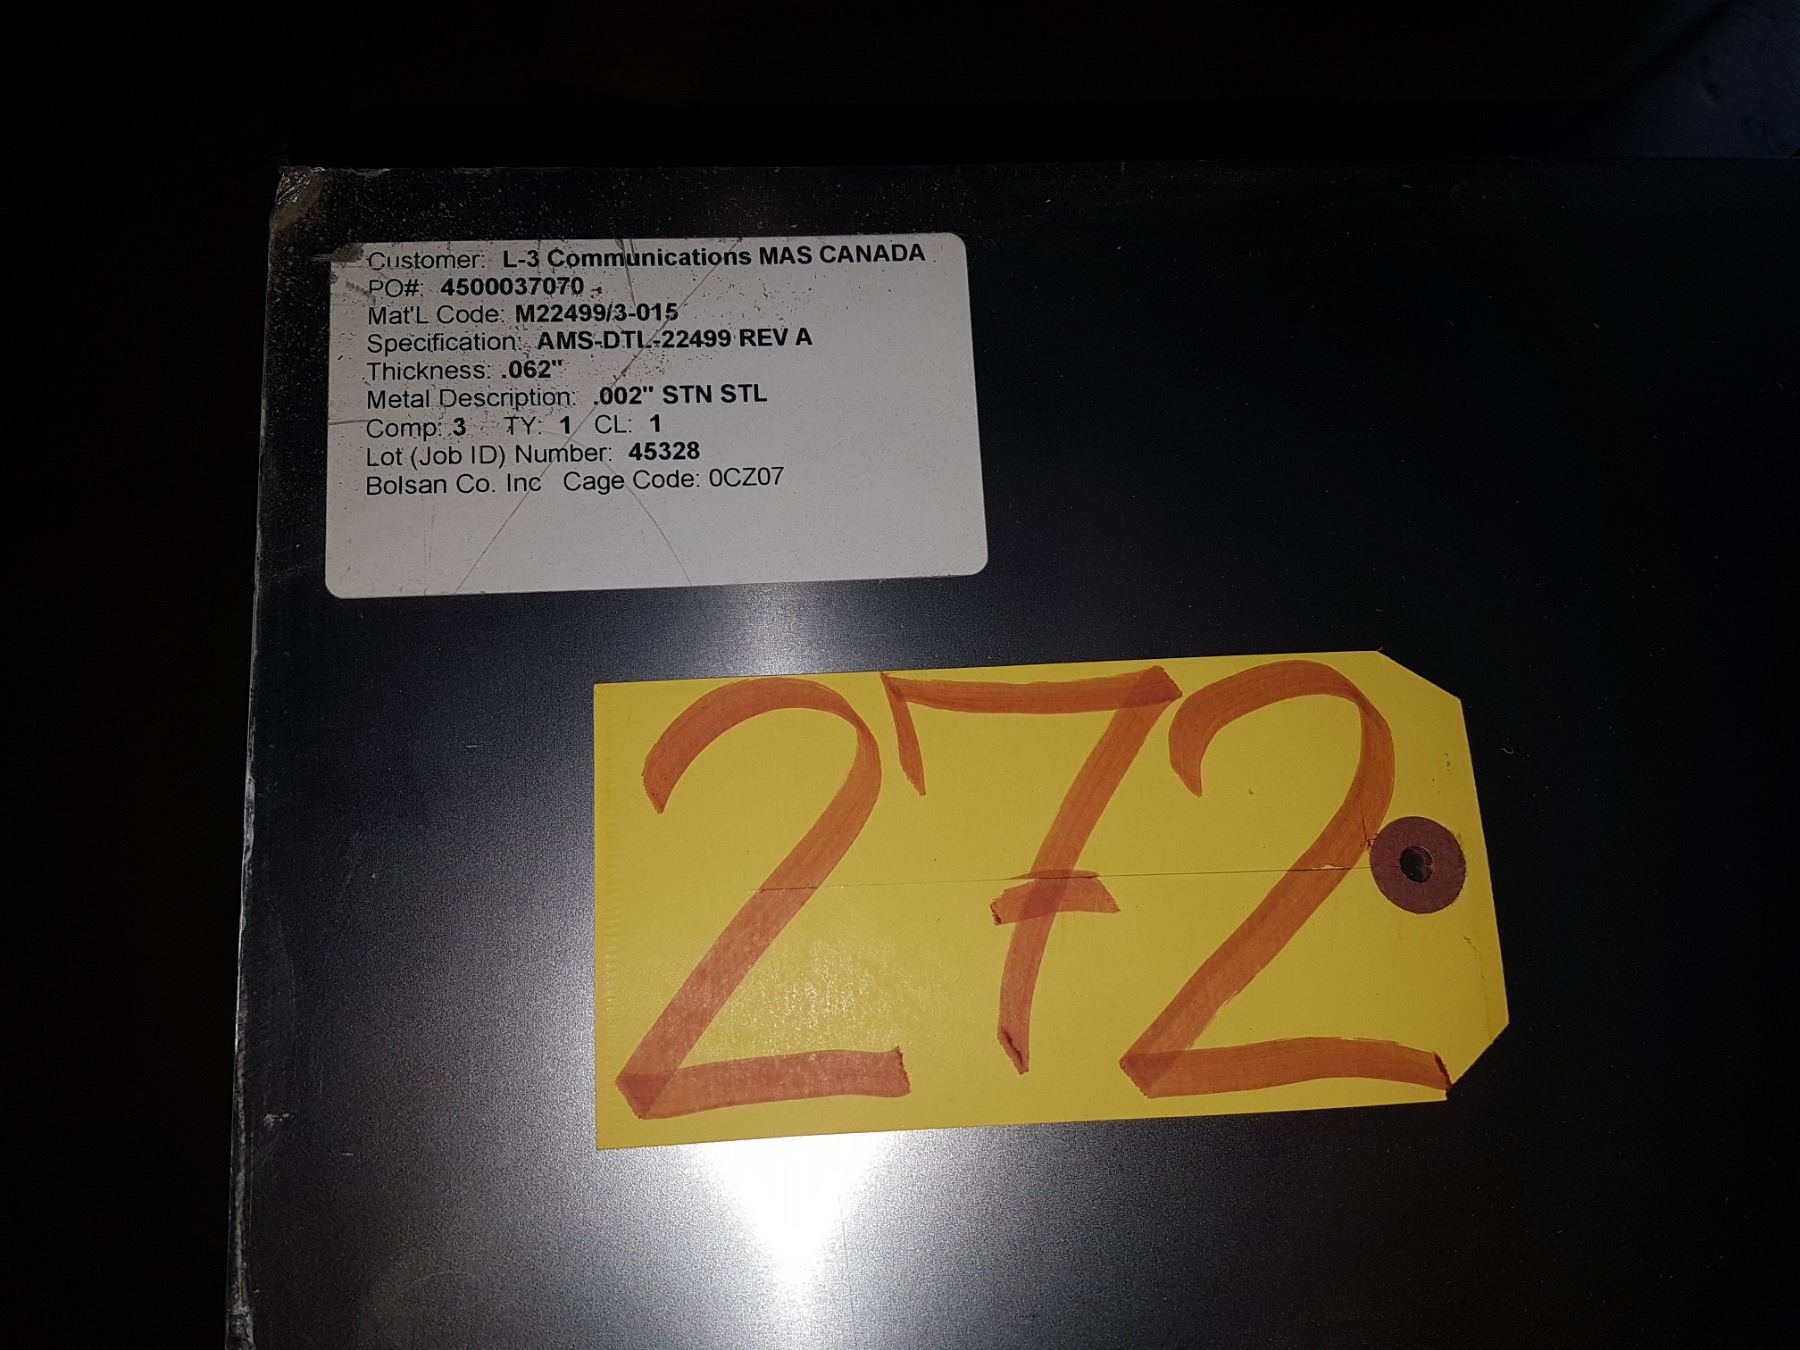 Customer: L-3 Communications MAS CANADA
PO#: 4500037070
Mat'L Code: M22499/3-015
Specification: AMS-DTL-22499 REV A
Thickness: .062"
Metal Description: .002" STN STL
Comp: 3 TY: 1 CL: 1
Lot (Job ID) Number: 45328
Bolsan Co. Inc Cage Code: 0CZ07
272